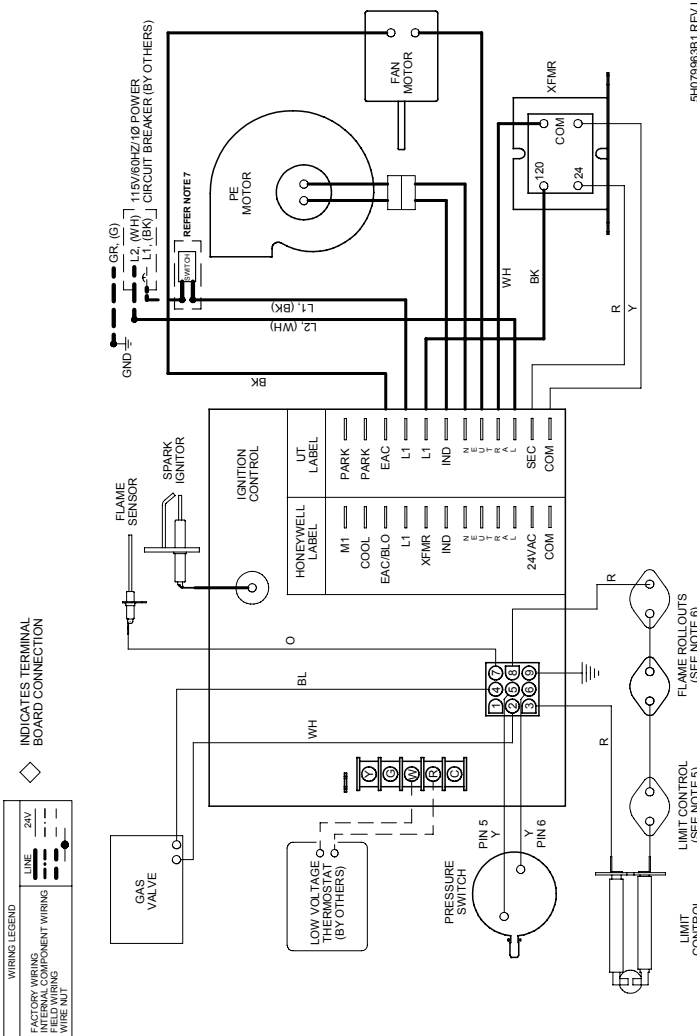 WIRING LEGEND
LINE
24V
FACTORY WIRING
INTERNAL COMPONENT WIRING
FIELD WIRING
WIRE NUT
INDICATES TERMINAL
BOARD CONNECTION
GAS
VALVE
LOW VOLTAGE
THERMOSTAT
(BY OTHERS)
PRESSURE
SWITCH
PIN 5
Y
Y
PIN 6
LIMIT
CONTROL
LIMIT CONTROL
(SEE NOTE 5)
FLAME ROLLOUTS
(SEE NOTE 6)
R
R
WH
BL
O
Y
G
W
R
C
1
4
7
2
5
8
3
6
9
FLAME
SENSOR
SPARK
IGNITOR
IGNITION
CONTROL
HONEYWELL
LABEL
M1
COOL
EAC/BLO
L1
XFMR
IND
N
E
U
T
R
A
L
24VAC
COM
UT
LABEL
PARK
PARK
EAC
L1
L1
IND
N
E
U
T
R
A
L
SEC
COM
GND
GR, (G)
L2, (WH)
L1, (BK)
115V/60HZ/1Ø POWER
CIRCUIT BREAKER (BY OTHERS)
SWITCH
REFER NOTE 7
BK
L2, (WH)
L1, (BK)
PE
MOTOR
FAN
MOTOR
WH
BK
R
Y
XFMR
120
COM
24
5H079963B1 REV